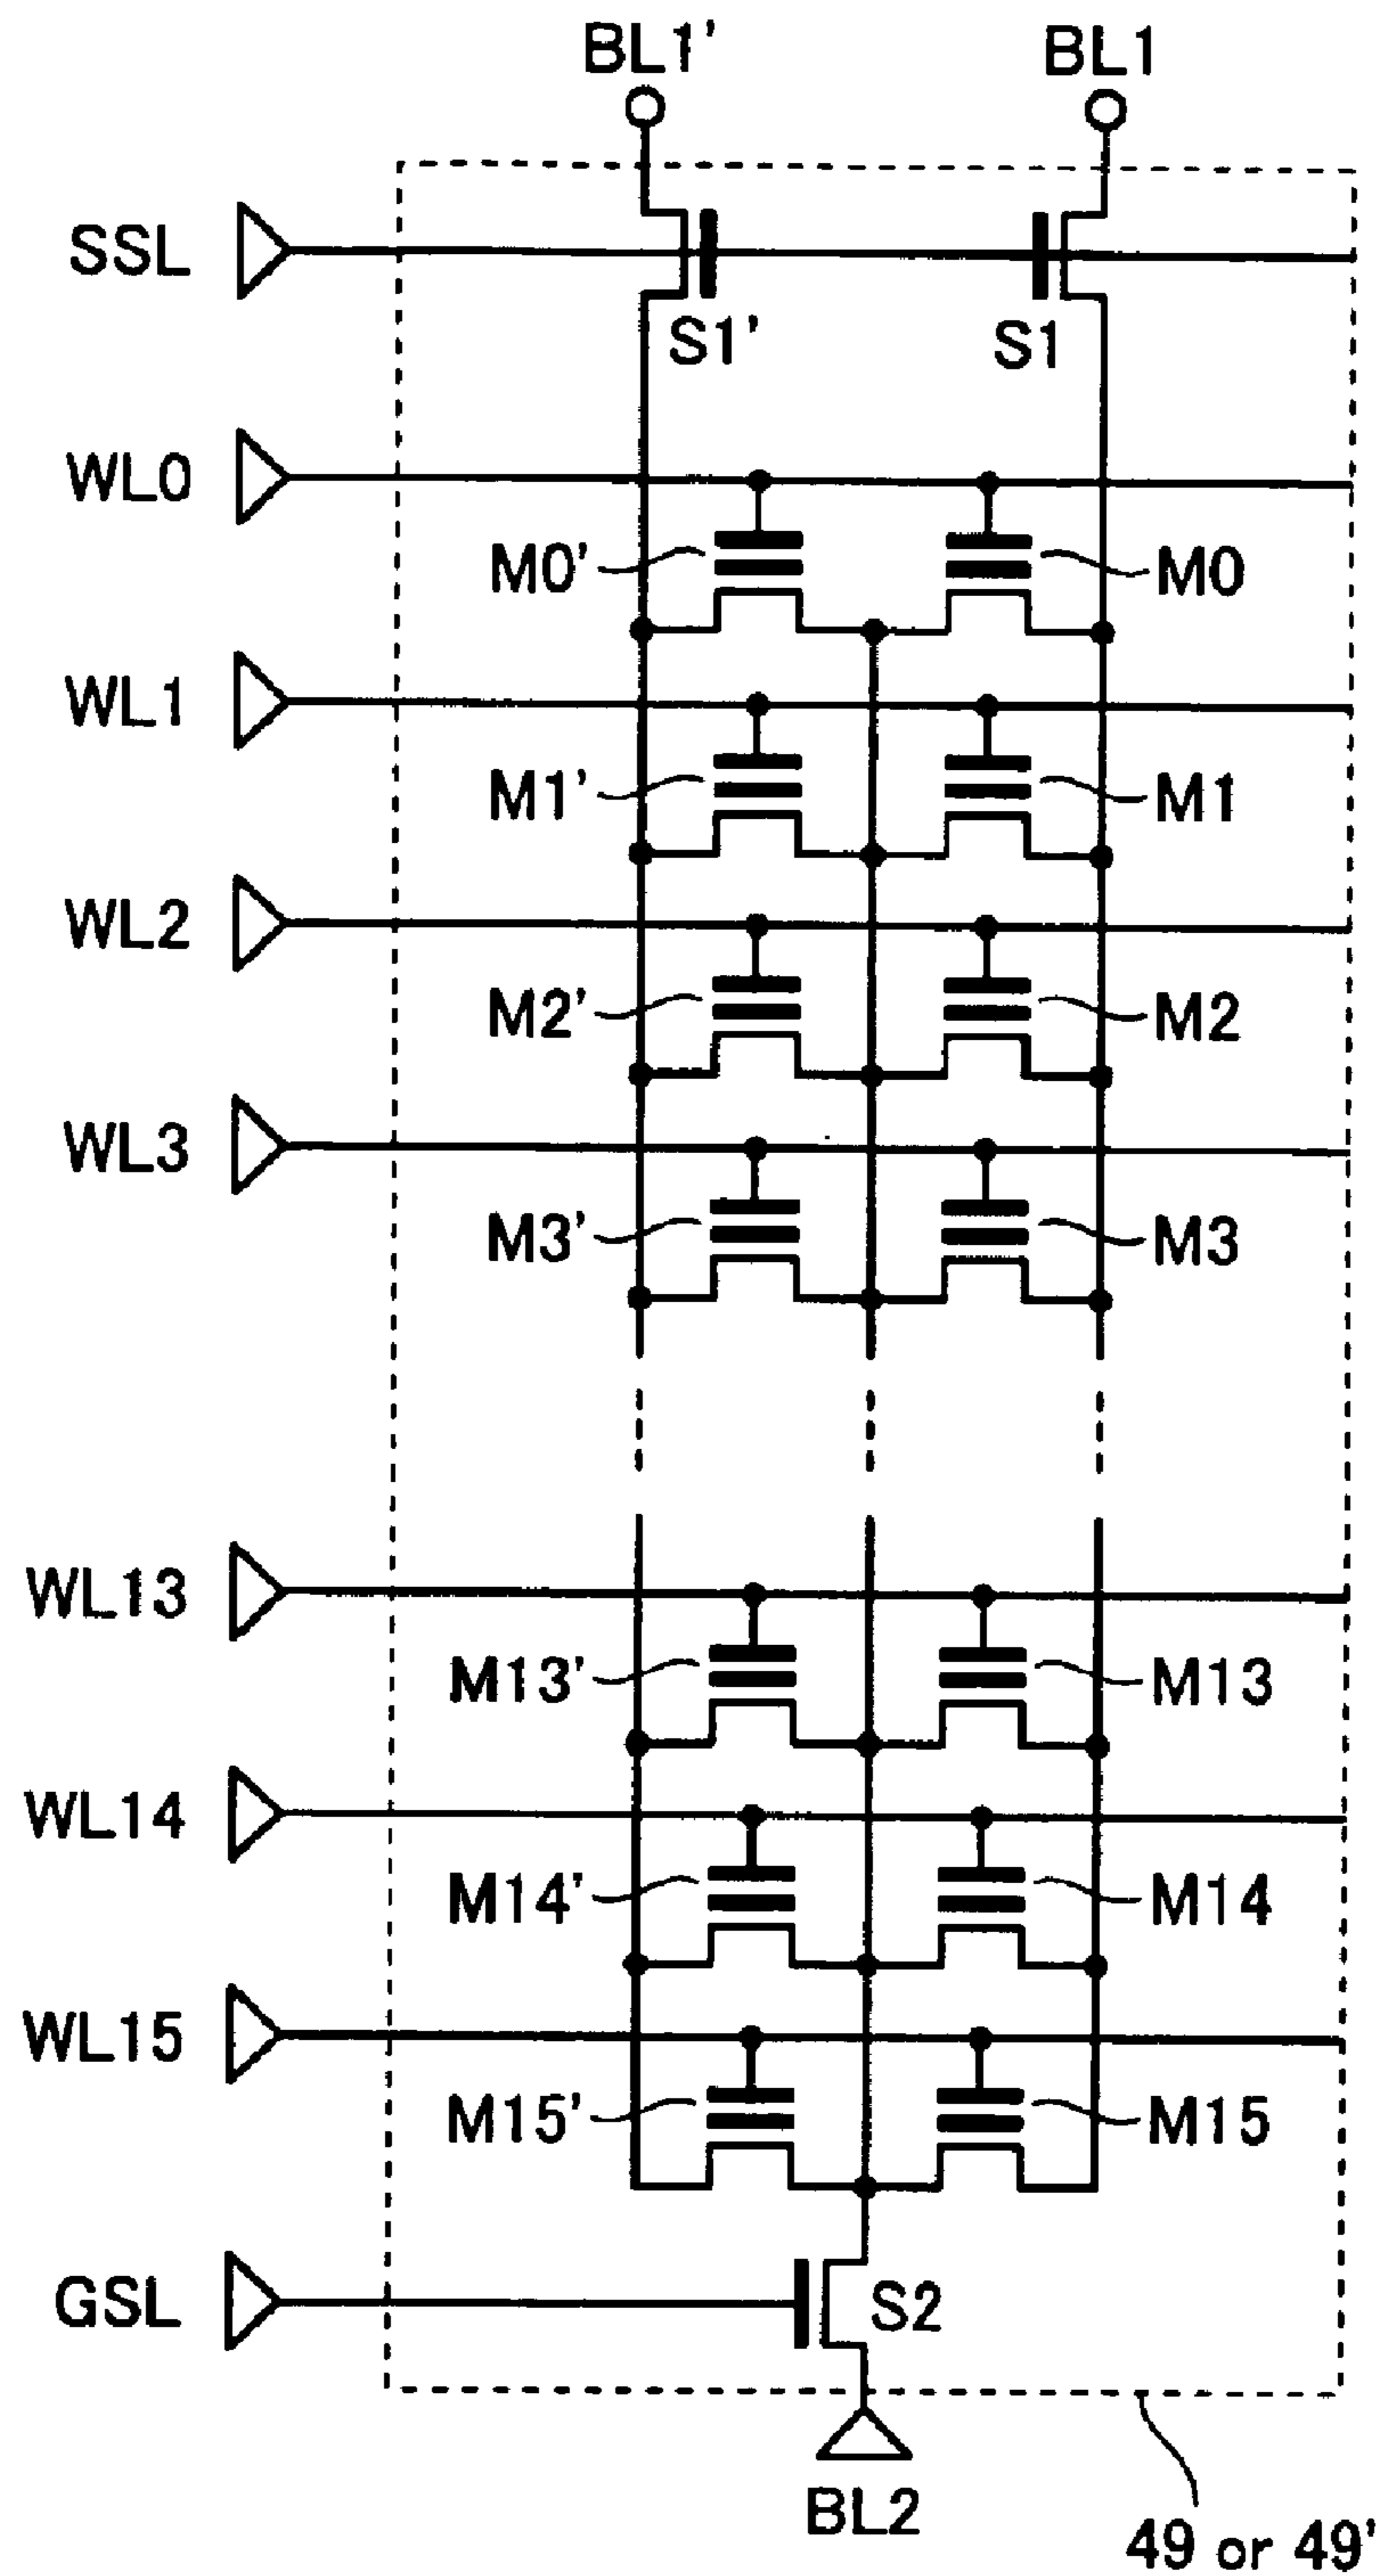 BL1' BL1
SSL
S1' S1
WL0
M0' M0
WL1
M1' M1
WL2
M2' M2
WL3
M3' M3
WL13
M13' M13
WL14
M14' M14
WL15
M15' M15
GSL S2
BL2
49 or 49'